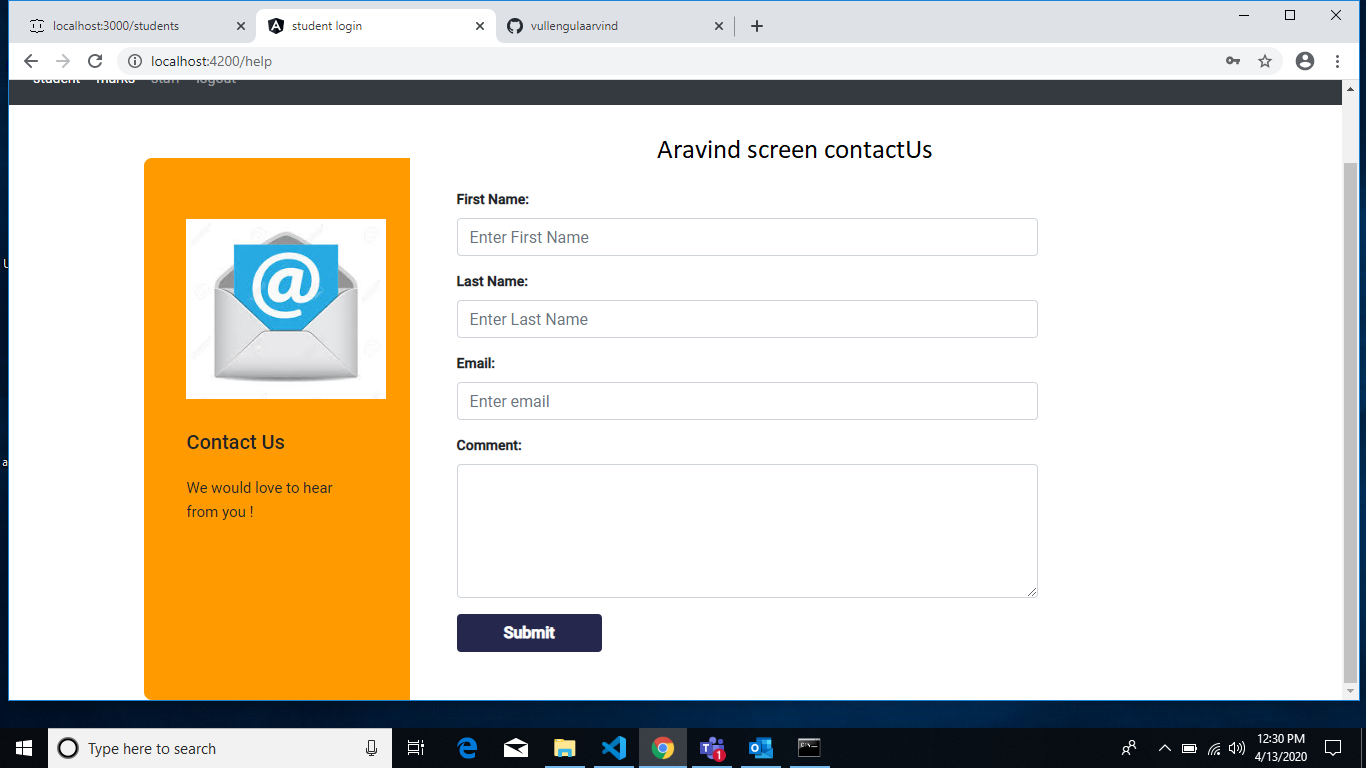 localhost:3000/students
student login
vullengulaarvind
localhost:4200/help
student marks staff logout
Aravind screen contactUs
First Name:
Enter First Name
Last Name:
Enter Last Name
Email:
Enter email
Comment:
Submit
@
Contact Us
We would love to hear
from you !
Type here to search
1
12:30 PM
4/13/2020